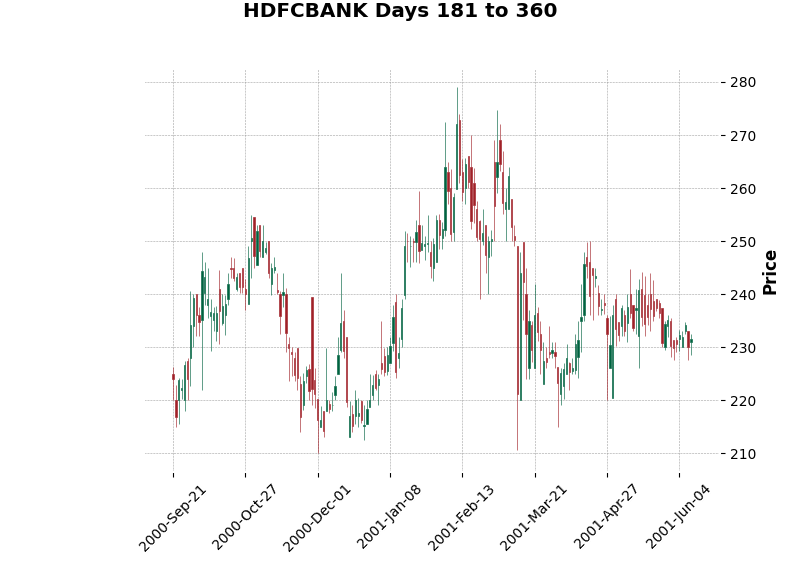 HDFCBANK Days 181 to 360
280
270
260
250
240
230
220
210
Price
2000-Sep-21
2000-Oct-27
2000-Dec-01
2001-Jan-08
2001-Feb-13
2001-Mar-21
2001-Apr-27
2001-Jun-04